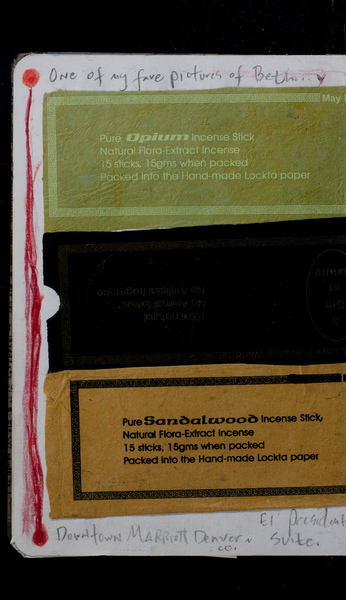 One of my fave pictures of
May
Pure Opium Incense Stick
Natural Flora-Extract Incense
15 sticks, 15gms when packed
Packed into the Hand-made Lockta paper
100% natural
No Animal Extract
No Artificial fragrance
Pure Sandalwood Incense Stick,
Natural Flora-Extract Incense
15 sticks, 15gms when packed
Packed into the Hand-made Lockta paper
El President
Downtown Marriott Denver Suite.
co.